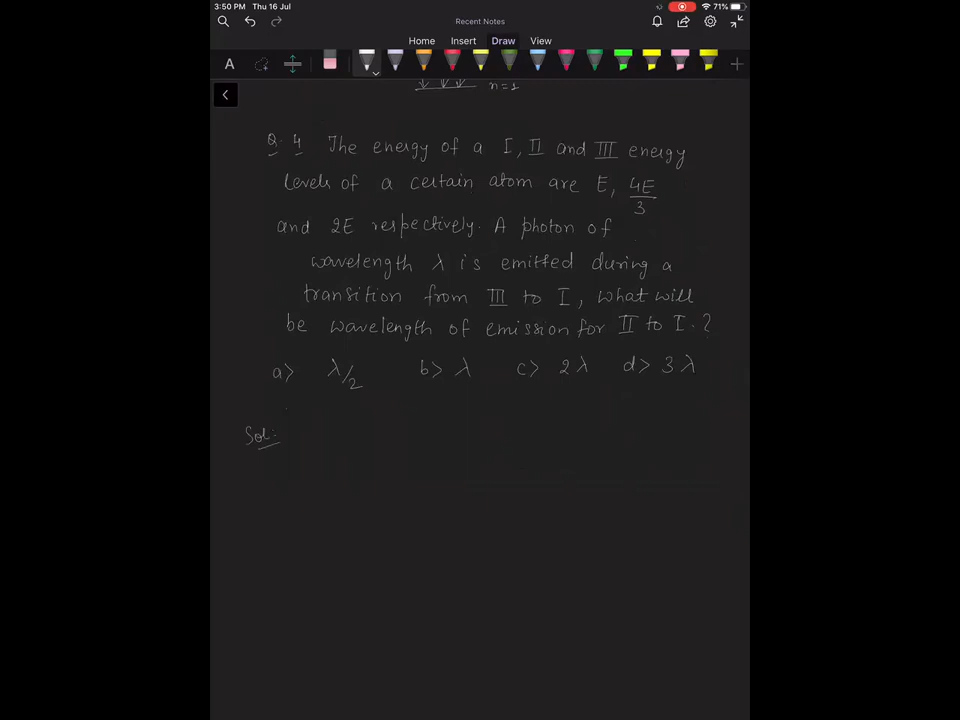 3:50 PM Thu 16 Jul
71%
Recent Notes
Home Insert Draw View
A
n=1
Q. 4 The energy of a I, II and III energy
levels of a certain atom are E, 4E/3
and 2E respectively. A photon of
wavelength λ is emitted during a
transition from III to I, what will
be wavelength of emission for II to I.?
a> λ/2 b> λ c> 2λ d> 3λ
Sol: